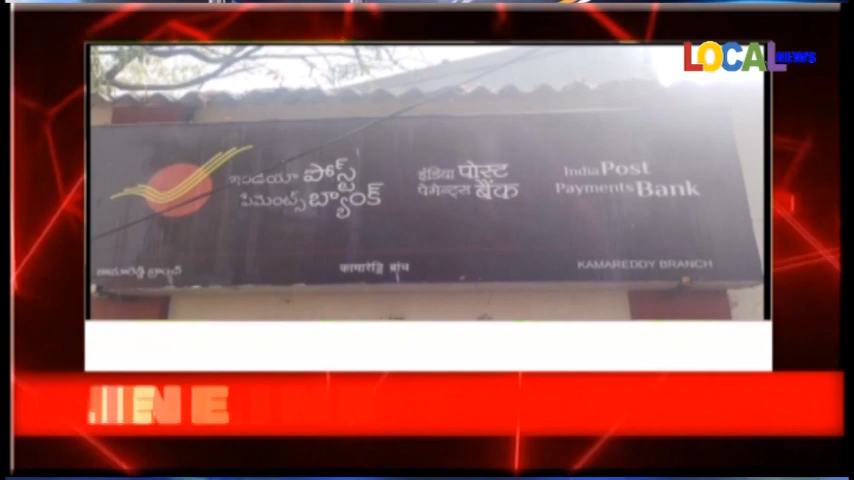 LOCAL NEWS
ఇండియా పోస్ట్
పేమెంట్స్ బ్యాంక్
इंडिया पोस्ट
पेमेन्ट्स बैंक
India Post
Payments Bank
కామారెడ్డి బ్రాంచ్
कामारेड्डि ब्रांच
KAMAREDDY BRANCH